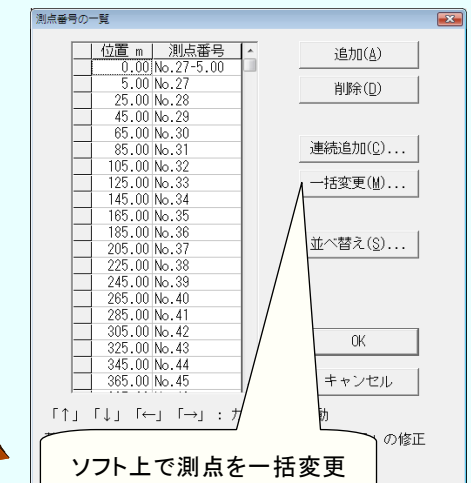 測点番号の一覧
位置 m 測点番号
0.00 No.27-5.00
5.00 No.27
25.00 No.28
45.00 No.29
65.00 No.30
85.00 No.31
105.00 No.32
125.00 No.33
145.00 No.34
165.00 No.35
185.00 No.36
205.00 No.37
225.00 No.38
245.00 No.39
265.00 No.40
285.00 No.41
305.00 No.42
325.00 No.43
345.00 No.44
365.00 No.45
追加(A)
削除(D)
連続追加(C)...
一括変更(M)...
並べ替え(S)...
OK
キャンセル
「↑」「↓」「←」「→」:
の修正
ソフト上で測点を一括変更